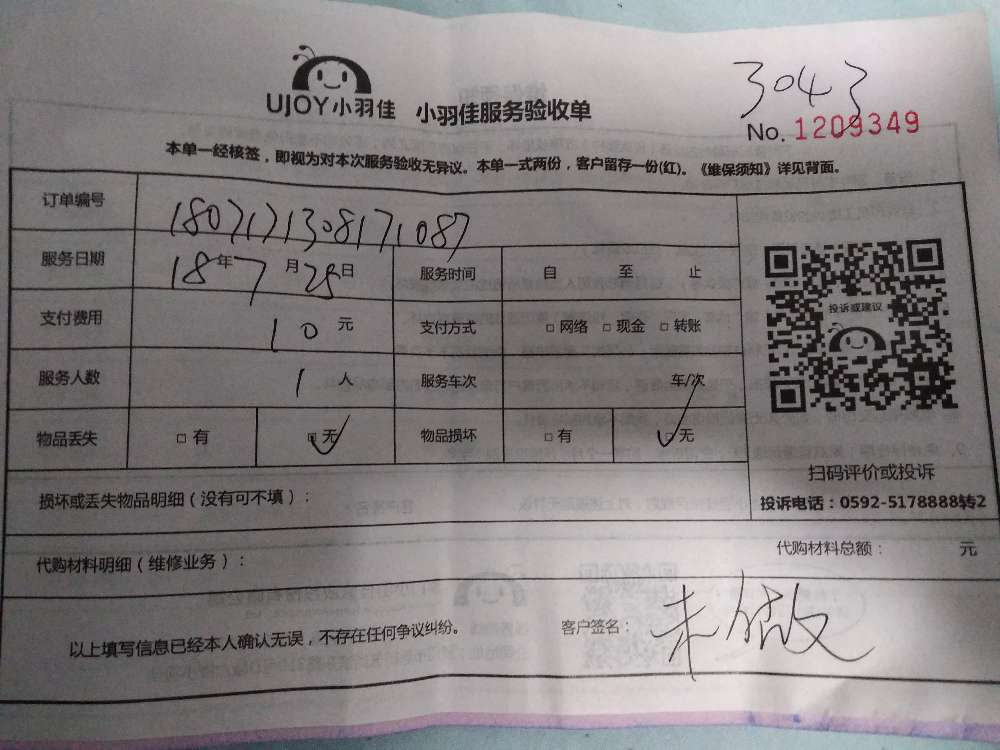 3043
UJOY小羽佳 小羽佳服务验收单
No. 1209349
本单一经核签，即视为对本次服务验收无异议。本单一式两份，客户留存一份(红)。《维保须知》详见背面。
订单编号 1807171308171087
服务日期 18年7月25日 服务时间 自 至 止
支付费用 10元 支付方式 □网络 □现金 □转账
服务人数 1人 服务车次 车/次
物品丢失 □有 □无 物品损坏 □有 □无
投诉或建议
扫码评价或投诉
投诉电话：0592-5178888转2
损坏或丢失物品明细（没有可不填）：
代购材料明细（维修业务）： 代购材料总额： 元
以上填写信息已经本人确认无误，不存在任何争议纠纷。 客户签名： 未做